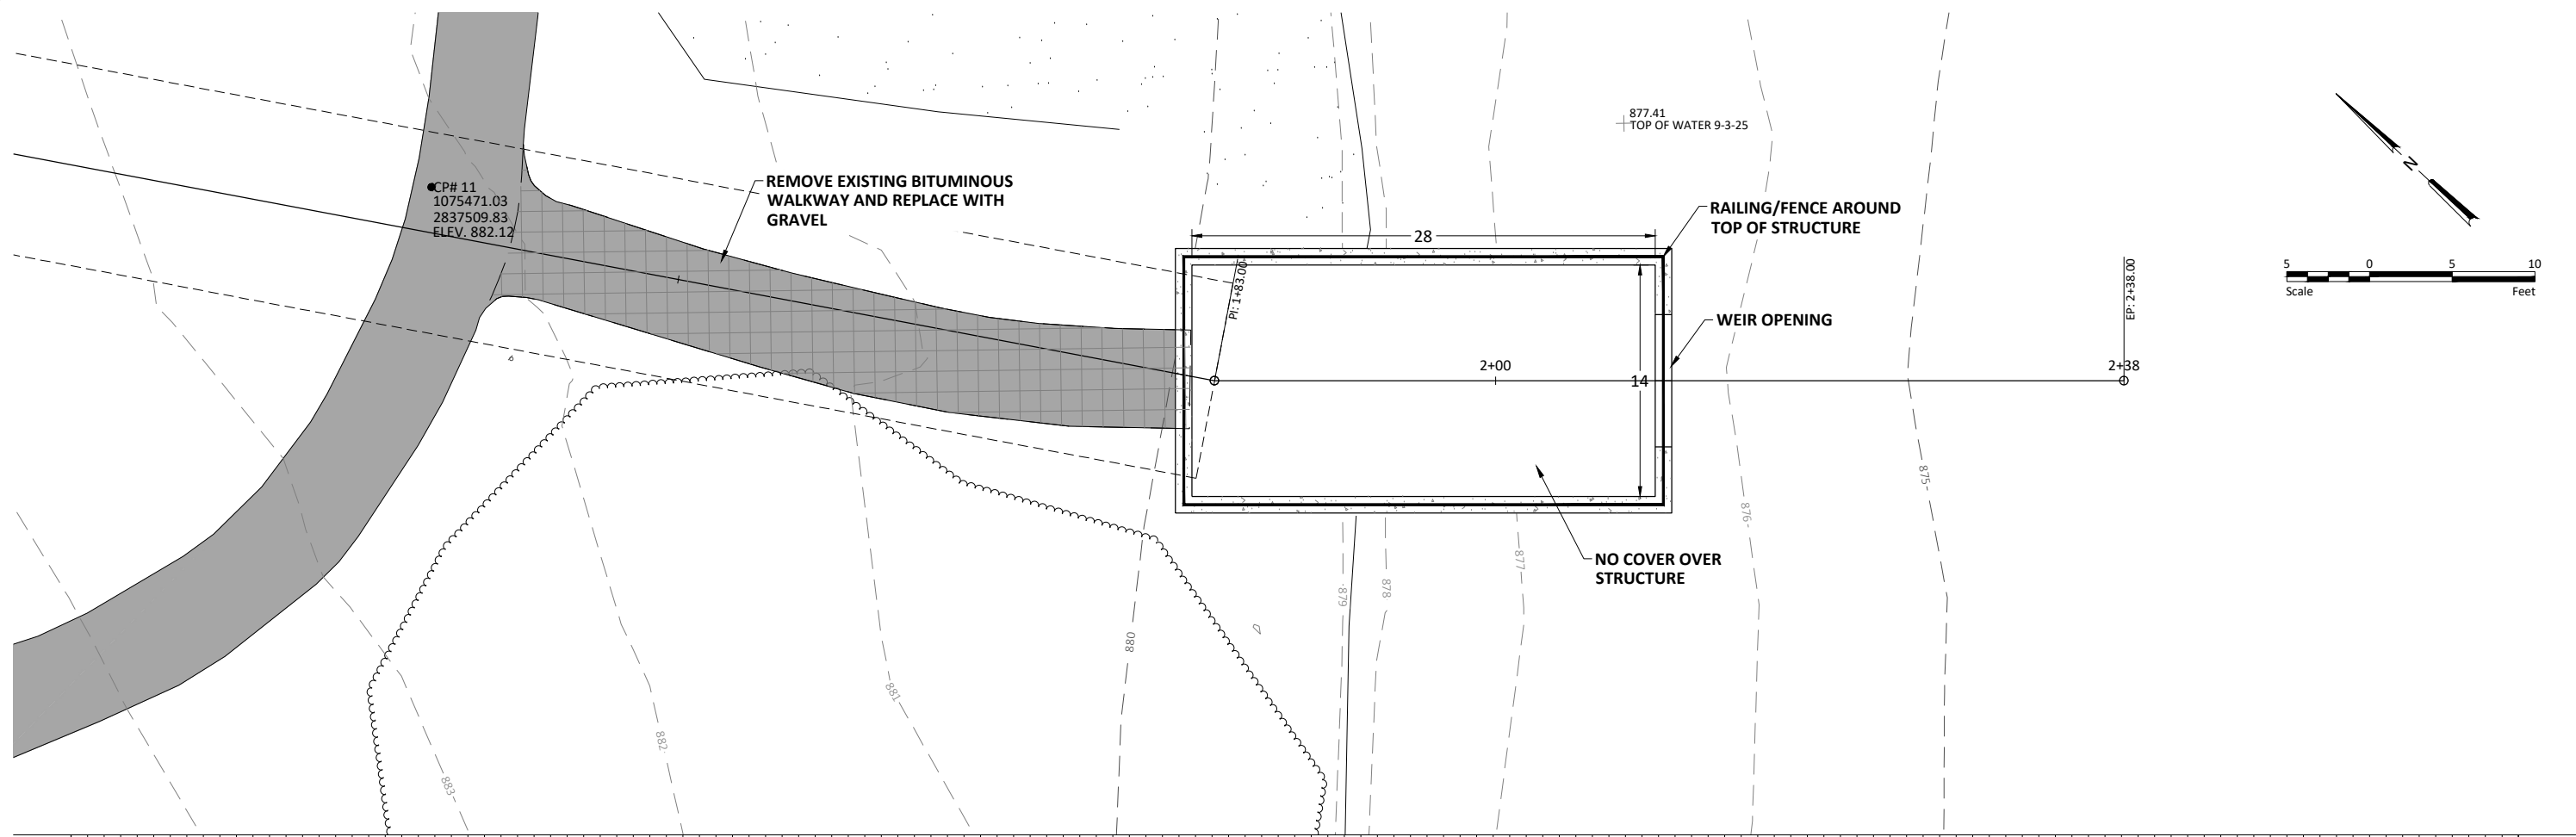 877.41
TOP OF WATER 9-3-25
N
CP# 11
1075471.03
2837509.83
ELEV. 882.12
REMOVE EXISTING BITUMINOUS
WALKWAY AND REPLACE WITH
GRAVEL
RAILING/FENCE AROUND
TOP OF STRUCTURE
28
PI: 1+83.00
EP: 2+38.00
5 0 5 10
Scale Feet
WEIR OPENING
2+00
14
2+38
875
876
877
NO COVER OVER
STRUCTURE
878
879
880
881
882
883